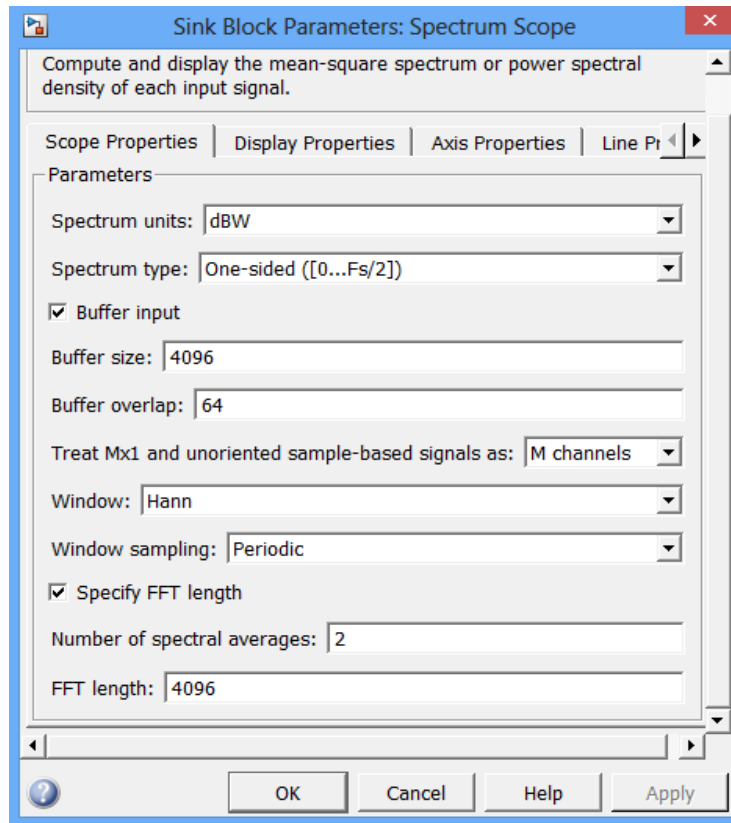 Sink Block Parameters: Spectrum Scope
Compute and display the mean-square spectrum or power spectral
density of each input signal.
Scope Properties Display Properties Axis Properties Line Pr
Parameters
Spectrum units: dBW
Spectrum type: One-sided ([0...Fs/2])
Buffer input
Buffer size: 4096
Buffer overlap: 64
Treat Mx1 and unoriented sample-based signals as: M channels
Window: Hann
Window sampling: Periodic
Specify FFT length
Number of spectral averages: 2
FFT length: 4096
OK Cancel Help Apply